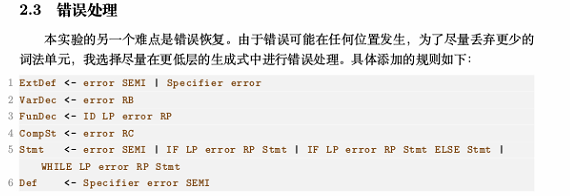 2.3 错误处理
本实验的另一个难点是错误恢复。由于错误可能在任何位置发生，为了尽量丢弃更少的
词法单元，我选择尽量在更低层的生成式中进行错误处理。具体添加的规则如下：
1 ExtDef <- error SEMI | Specifier error
2 VarDec <- error RB
3 FunDec <- ID LP error RP
4 CompSt <- error RC
5 Stmt <- error SEMI | IF LP error RP Stmt | IF LP error RP Stmt ELSE Stmt |
WHILE LP error RP Stmt
6 Def <- Specifier error SEMI